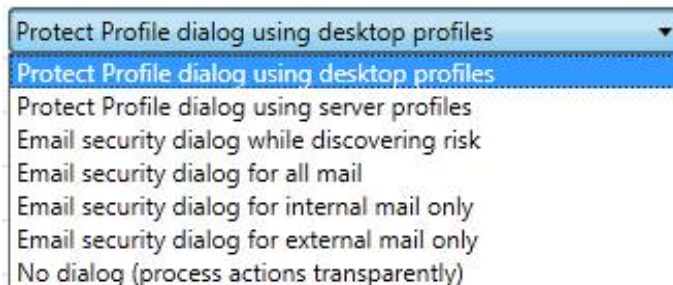 Protect Profile dialog using desktop profiles
Protect Profile dialog using desktop profiles
Protect Profile dialog using server profiles
Email security dialog while discovering risk
Email security dialog for all mail
Email security dialog for internal mail only
Email security dialog for external mail only
No dialog (process actions transparently)